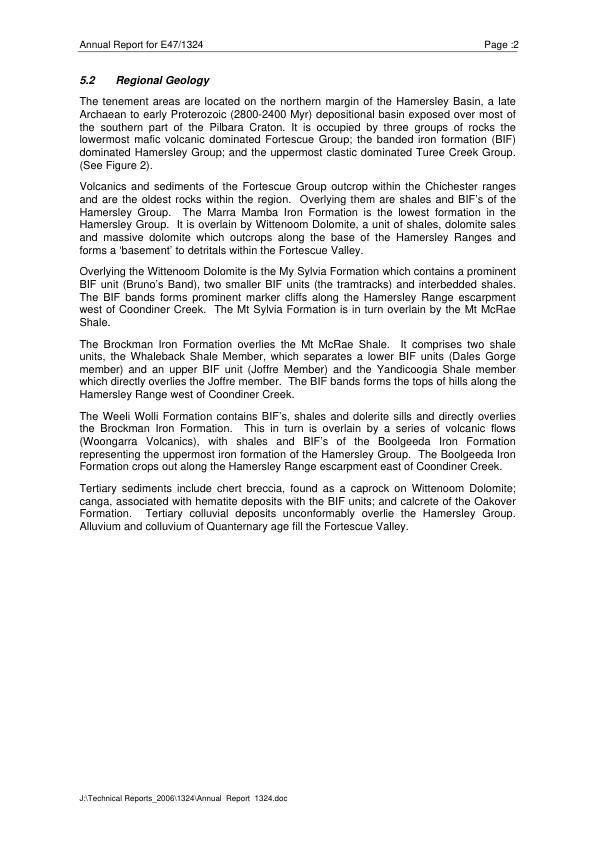 Annual Report for E47/1324 Page :2
5.2 Regional Geology
The tenement areas are located on the northern margin of the Hamersley Basin, a late
Archaean to early Proterozoic (2800-2400 Myr) depositional basin exposed over most of
the southern part of the Pilbara Craton. It is occupied by three groups of rocks the
lowermost mafic volcanic dominated Fortescue Group; the banded iron formation (BIF)
dominated Hamersley Group; and the uppermost clastic dominated Turee Creek Group.
(See Figure 2).
Volcanics and sediments of the Fortescue Group outcrop within the Chichester ranges
and are the oldest rocks within the region. Overlying them are shales and BIF's of the
Hamersley Group. The Marra Mamba Iron Formation is the lowest formation in the
Hamersley Group. It is overlain by Wittenoom Dolomite, a unit of shales, dolomite sales
and massive dolomite which outcrops along the base of the Hamersley Ranges and
forms a 'basement' to detritals within the Fortescue Valley.
Overlying the Wittenoom Dolomite is the My Sylvia Formation which contains a prominent
BIF unit (Bruno's Band), two smaller BIF units (the tramtracks) and interbedded shales.
The BIF bands forms prominent marker cliffs along the Hamersley Range escarpment
west of Coondiner Creek. The Mt Sylvia Formation is in turn overlain by the Mt McRae
Shale.
The Brockman Iron Formation overlies the Mt McRae Shale. It comprises two shale
units, the Whaleback Shale Member, which separates a lower BIF units (Dales Gorge
member) and an upper BIF unit (Joffre Member) and the Yandicoogia Shale member
which directly overlies the Joffre member. The BIF bands forms the tops of hills along the
Hamersley Range west of Coondiner Creek.
The Weeli Wolli Formation contains BIF's, shales and dolerite sills and directly overlies
the Brockman Iron Formation. This in turn is overlain by a series of volcanic flows
(Woongarra Volcanics), with shales and BIF's of the Boolgeeda Iron Formation
representing the uppermost iron formation of the Hamersley Group. The Boolgeeda Iron
Formation crops out along the Hamersley Range escarpment east of Coondiner Creek.
Tertiary sediments include chert breccia, found as a caprock on Wittenoom Dolomite;
canga, associated with hematite deposits with the BIF units; and calcrete of the Oakover
Formation. Tertiary colluvial deposits unconformably overlie the Hamersley Group.
Alluvium and colluvium of Quanternary age fill the Fortescue Valley.
J:\Technical Reports_2006\1324\Annual Report 1324.doc